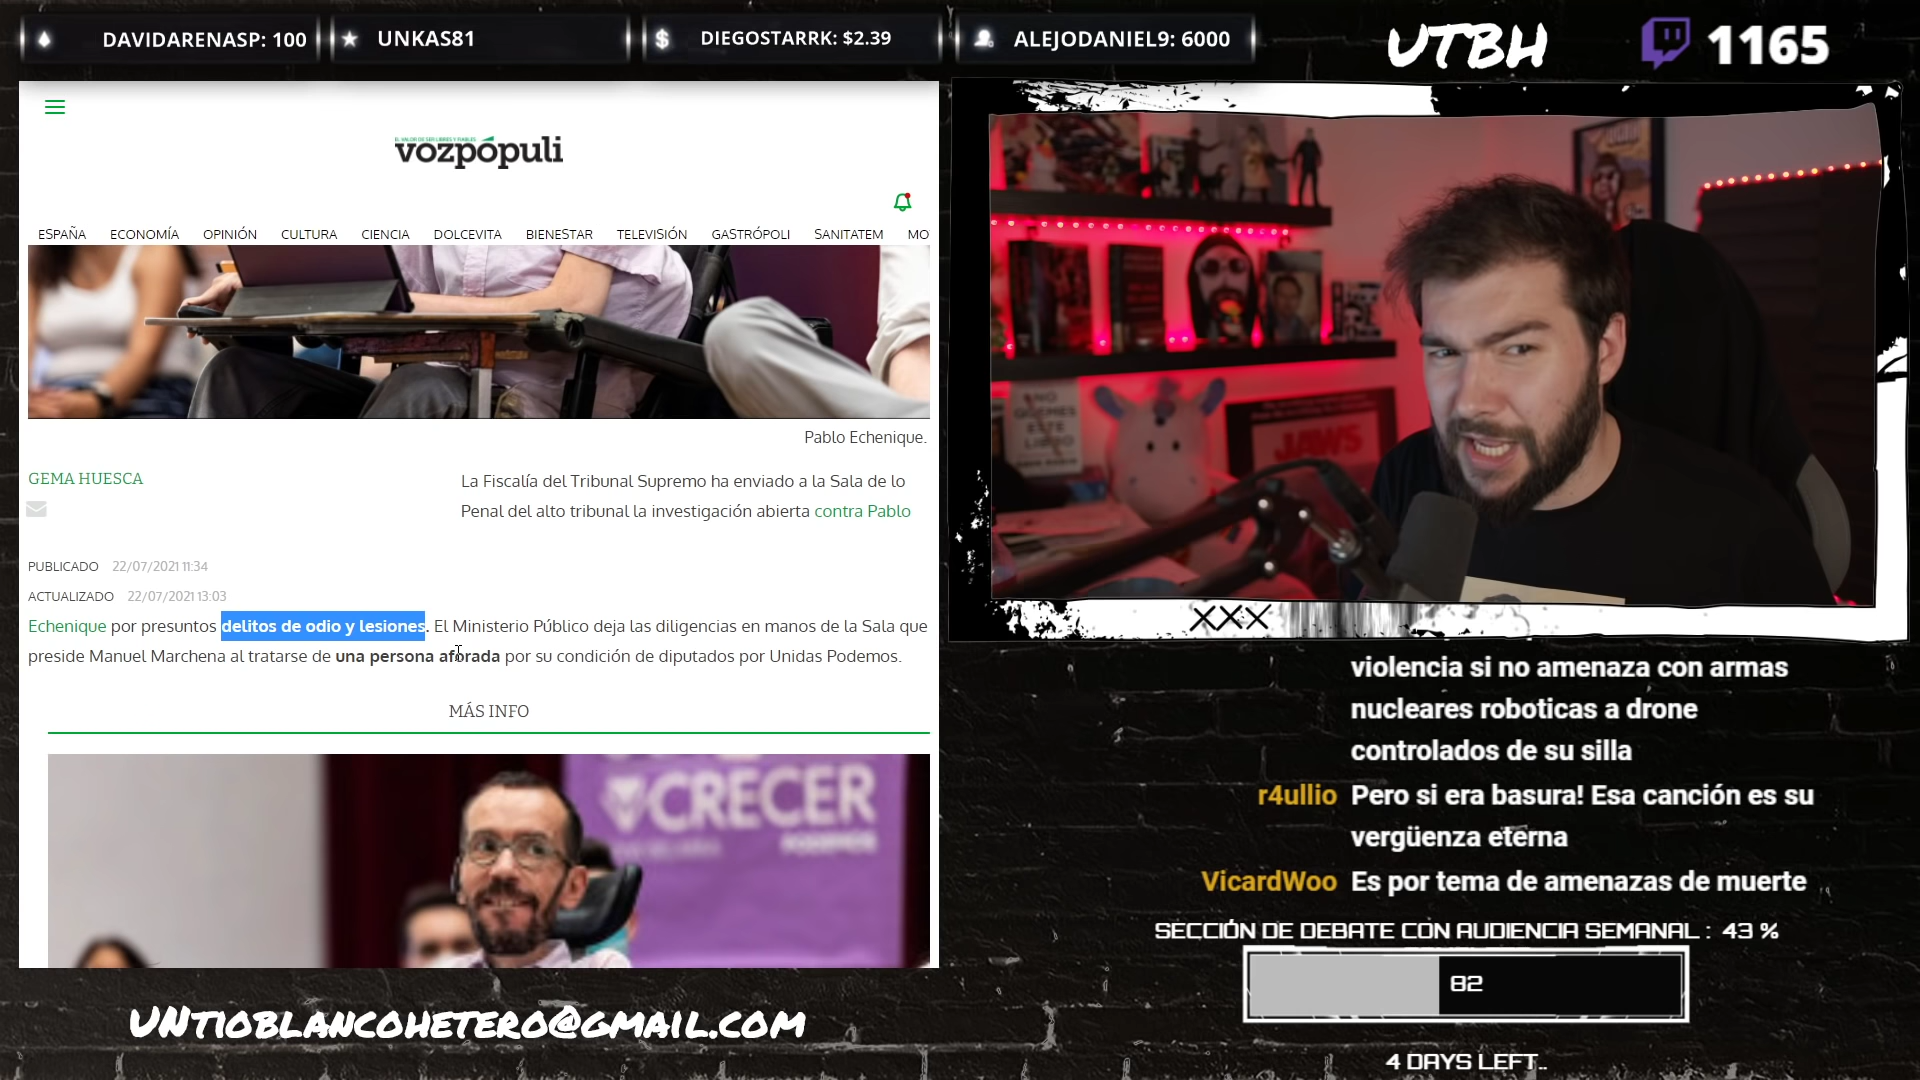 DAVIDARENASP: 100
UNKAS81
DIEGOSTARRK: $2.39
ALEJODANIEL9: 6000
UTBH
1165
vozpópuli
ESPAÑA ECONOMÍA OPINIÓN CULTURA CIENCIA DOLCEVITA BIENESTAR TELEVISIÓN GASTRÓPOLI SANITATEM MO
Pablo Echenique.
GEMA HUESCA
La Fiscalía del Tribunal Supremo ha enviado a la Sala de lo
Penal del alto tribunal la investigación abierta contra Pablo
PUBLICADO 22/07/2021 11:34
ACTUALIZADO 22/07/2021 13:03
Echenique por presuntos delitos de odio y lesiones. El Ministerio Público deja las diligencias en manos de la Sala que
preside Manuel Marchena al tratarse de una persona aforada por su condición de diputados por Unidas Podemos.
MÁS INFO
CRECER
PODEMOS
UNtioblancohetero@gmail.com
NO
QUEMES
ESTE
LIBRO
JAWS
XXX
violencia si no amenaza con armas
nucleares roboticas a drone
controlados de su silla
r4ullio Pero si era basura! Esa canción es su
vergüenza eterna
VicardWoo Es por tema de amenazas de muerte
SECCIÓN DE DEBATE CON AUDIENCIA SEMANAL : 43 %
82
4 DAYS LEFT..